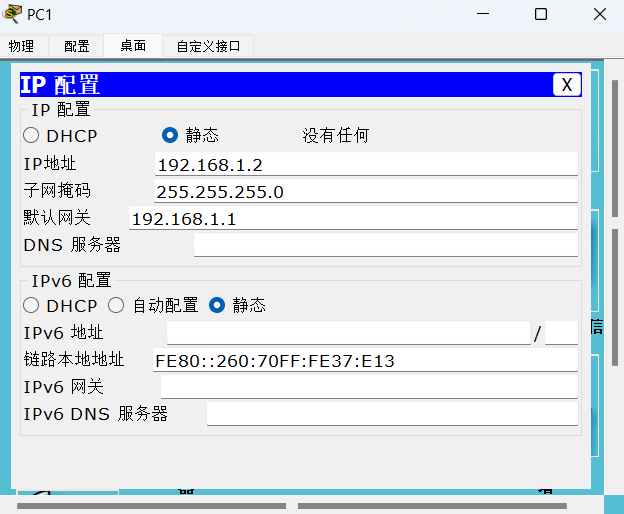 PC1
物理 配置 桌面 自定义接口
IP 配置 X
IP 配置
DHCP 静态 没有任何
IP地址 192.168.1.2
子网掩码 255.255.255.0
默认网关 192.168.1.1
DNS 服务器
IPv6 配置
DHCP 自动配置 静态
IPv6 地址 /
链路本地地址 FE80::260:70FF:FE37:E13
IPv6 网关
IPv6 DNS 服务器
信